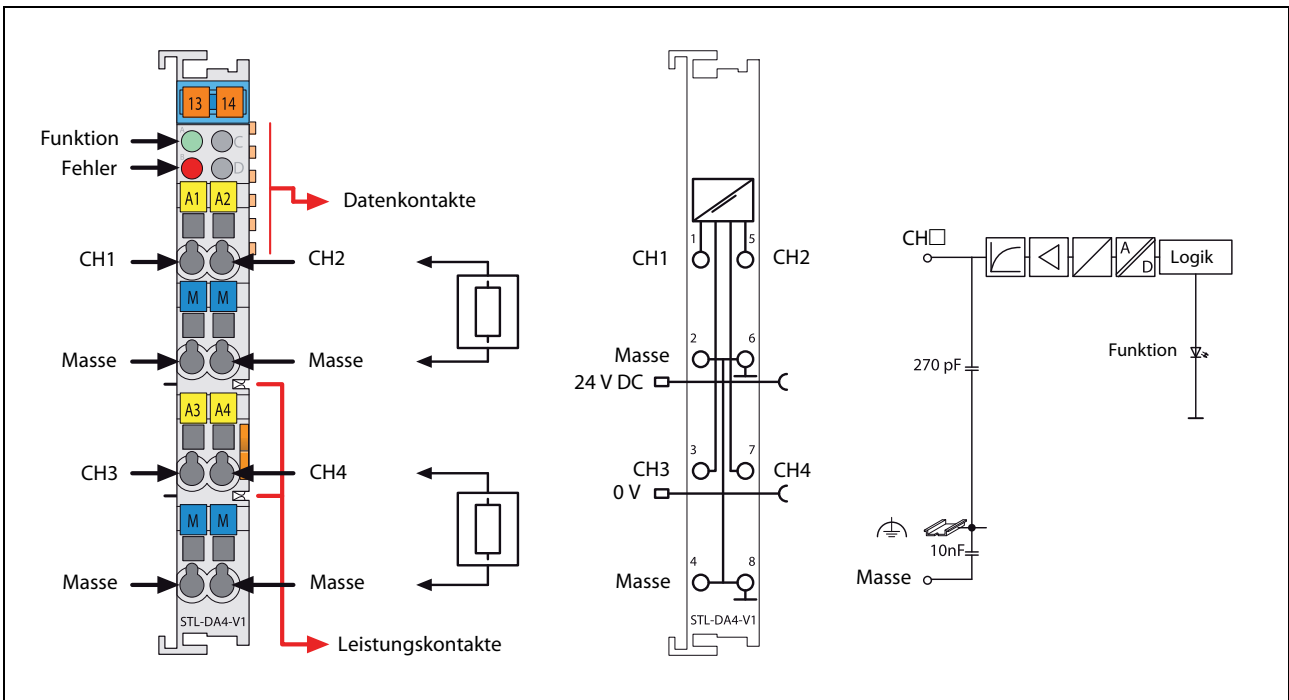 13 14
A C
D
Funktion
Fehler
A1 A2
Datenkontakte
CH1
CH2
M M
Masse
Masse
A3 A4
CH3
CH4
M M
Masse
Masse
STL-DA4-V1
Leistungskontakte
1 5
CH1
CH2
2 6
Masse
24 V DC
3 7
CH3
CH4
0 V
4 8
Masse
STL-DA4-V1
CH□
A
D
Logik
270 pF
Funktion
10nF
Masse